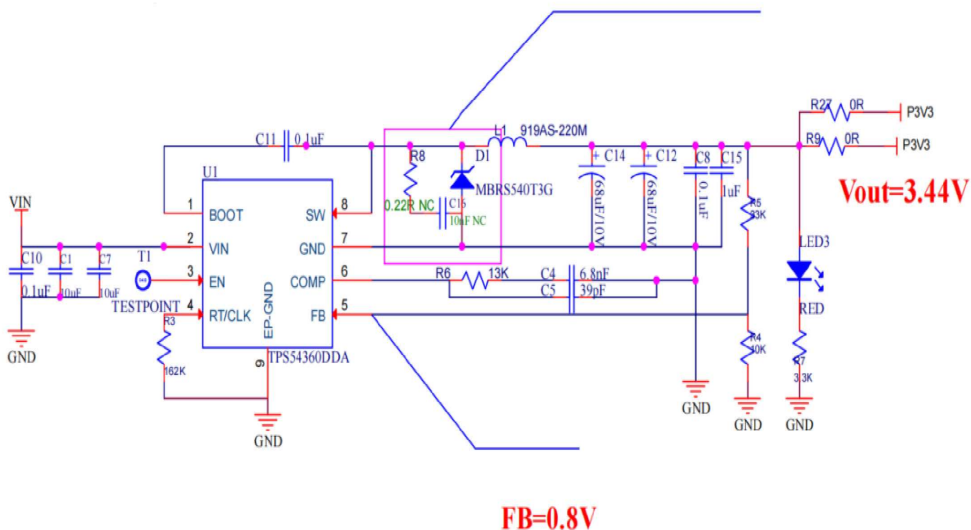 R27 0R P3V3
R9 0R P3V3
Vout=3.44V
C11 0.1uF
L1 919AS-220M
R8
D1
MBRS540T3G
0.22R NC
C16
10nF NC
C14
68uF/10V
C12
68uF/10V
C8
0.1uF
C15
1uF
R5
33K
U1
1 BOOT
SW 8
2 VIN
GND 7
3 EN
COMP 6
4 RT/CLK
FB 5
EP-GND
9
TPS54360DDA
VIN
C10
0.1uF
C1
10uF
C7
10uF
GND
T1
TESTPOINT
R3
162K
GND
R6 13K
C4 6.8nF
C5 39pF
GND
R4
10K
GND
LED3
RED
R7
3.3K
GND
FB=0.8V